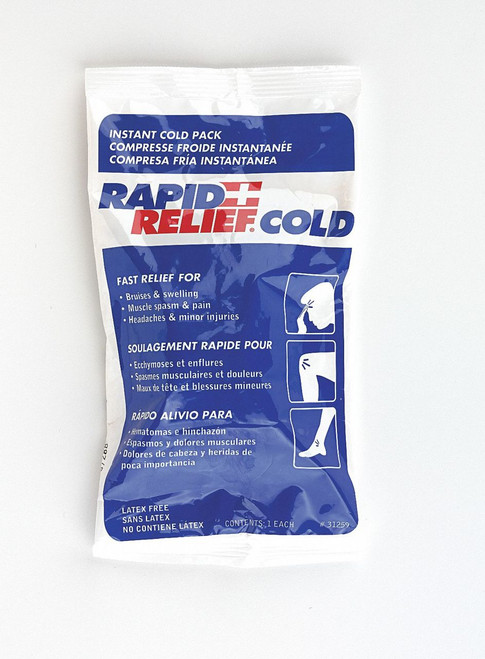 INSTANT COLD PACK
COMPRESSE FROIDE INSTANTANÉE
COMPRESA FRÍA INSTANTÁNEA
RAPID
RELIEF. COLD
FAST RELIEF FOR
• Bruises & swelling
• Muscle spasm & pain
• Headaches & minor injuries
SOULAGEMENT RAPIDE POUR
• Ecchymoses et enflures
• Spasmes musculaires et douleurs
• Maux de tête et blessures mineures
RÁPIDO ALIVIO PARA
• Hematomas e hinchazón
• Espasmos y dolores musculares
• Dolores de cabeza y heridas de
poca importancia
LATEX FREE
SANS LATEX
NO CONTIENE LATEX
CONTENTS: 1 EACH
# 31259